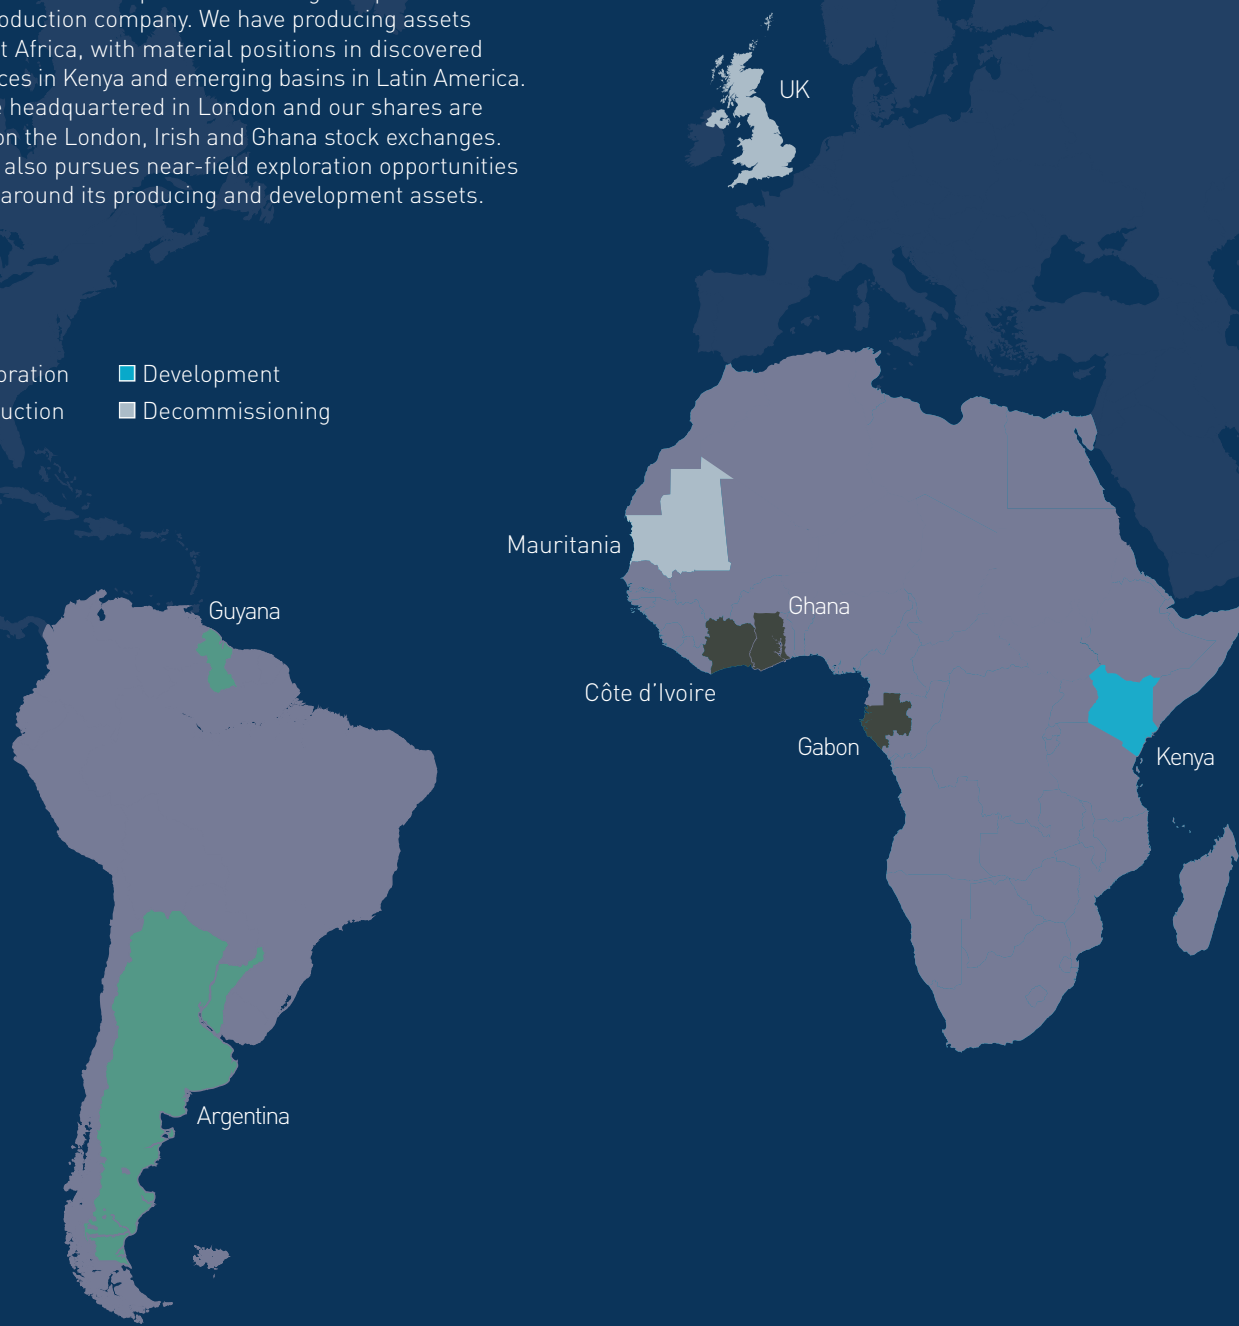 oduction company. We have producing assets
t Africa, with material positions in discovered
ces in Kenya and emerging basins in Latin America.
e headquartered in London and our shares are
on the London, Irish and Ghana stock exchanges.
also pursues near-field exploration opportunities
around its producing and development assets.
UK
oration
Development
uction
Decommissioning
Mauritania
Guyana
Ghana
Côte d’Ivoire
Gabon
Kenya
Argentina